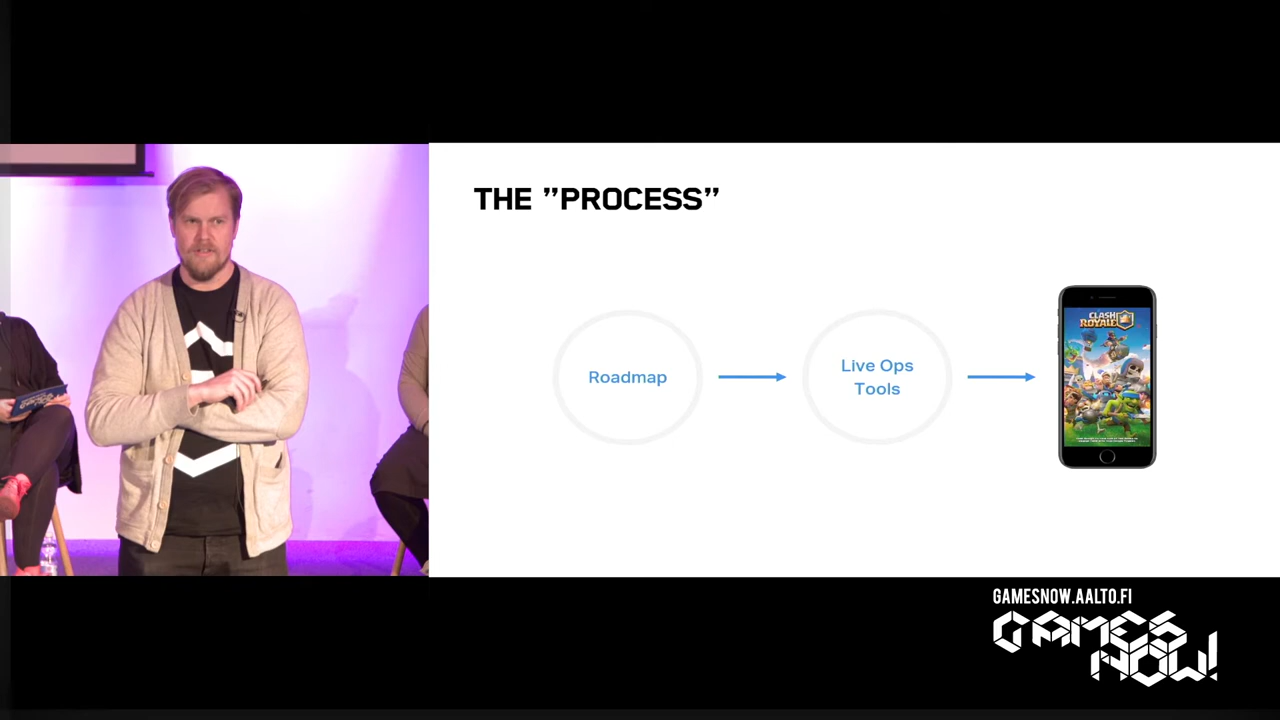 THE ”PROCESS”
Roadmap
Live Ops
Tools
CLASH
ROYALE
GAMESNOW.AALTO.FI
GAMES
NOW!